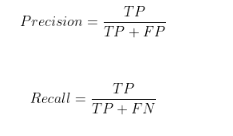 Precision = TP / TP + FP
Recall = TP / TP + FN